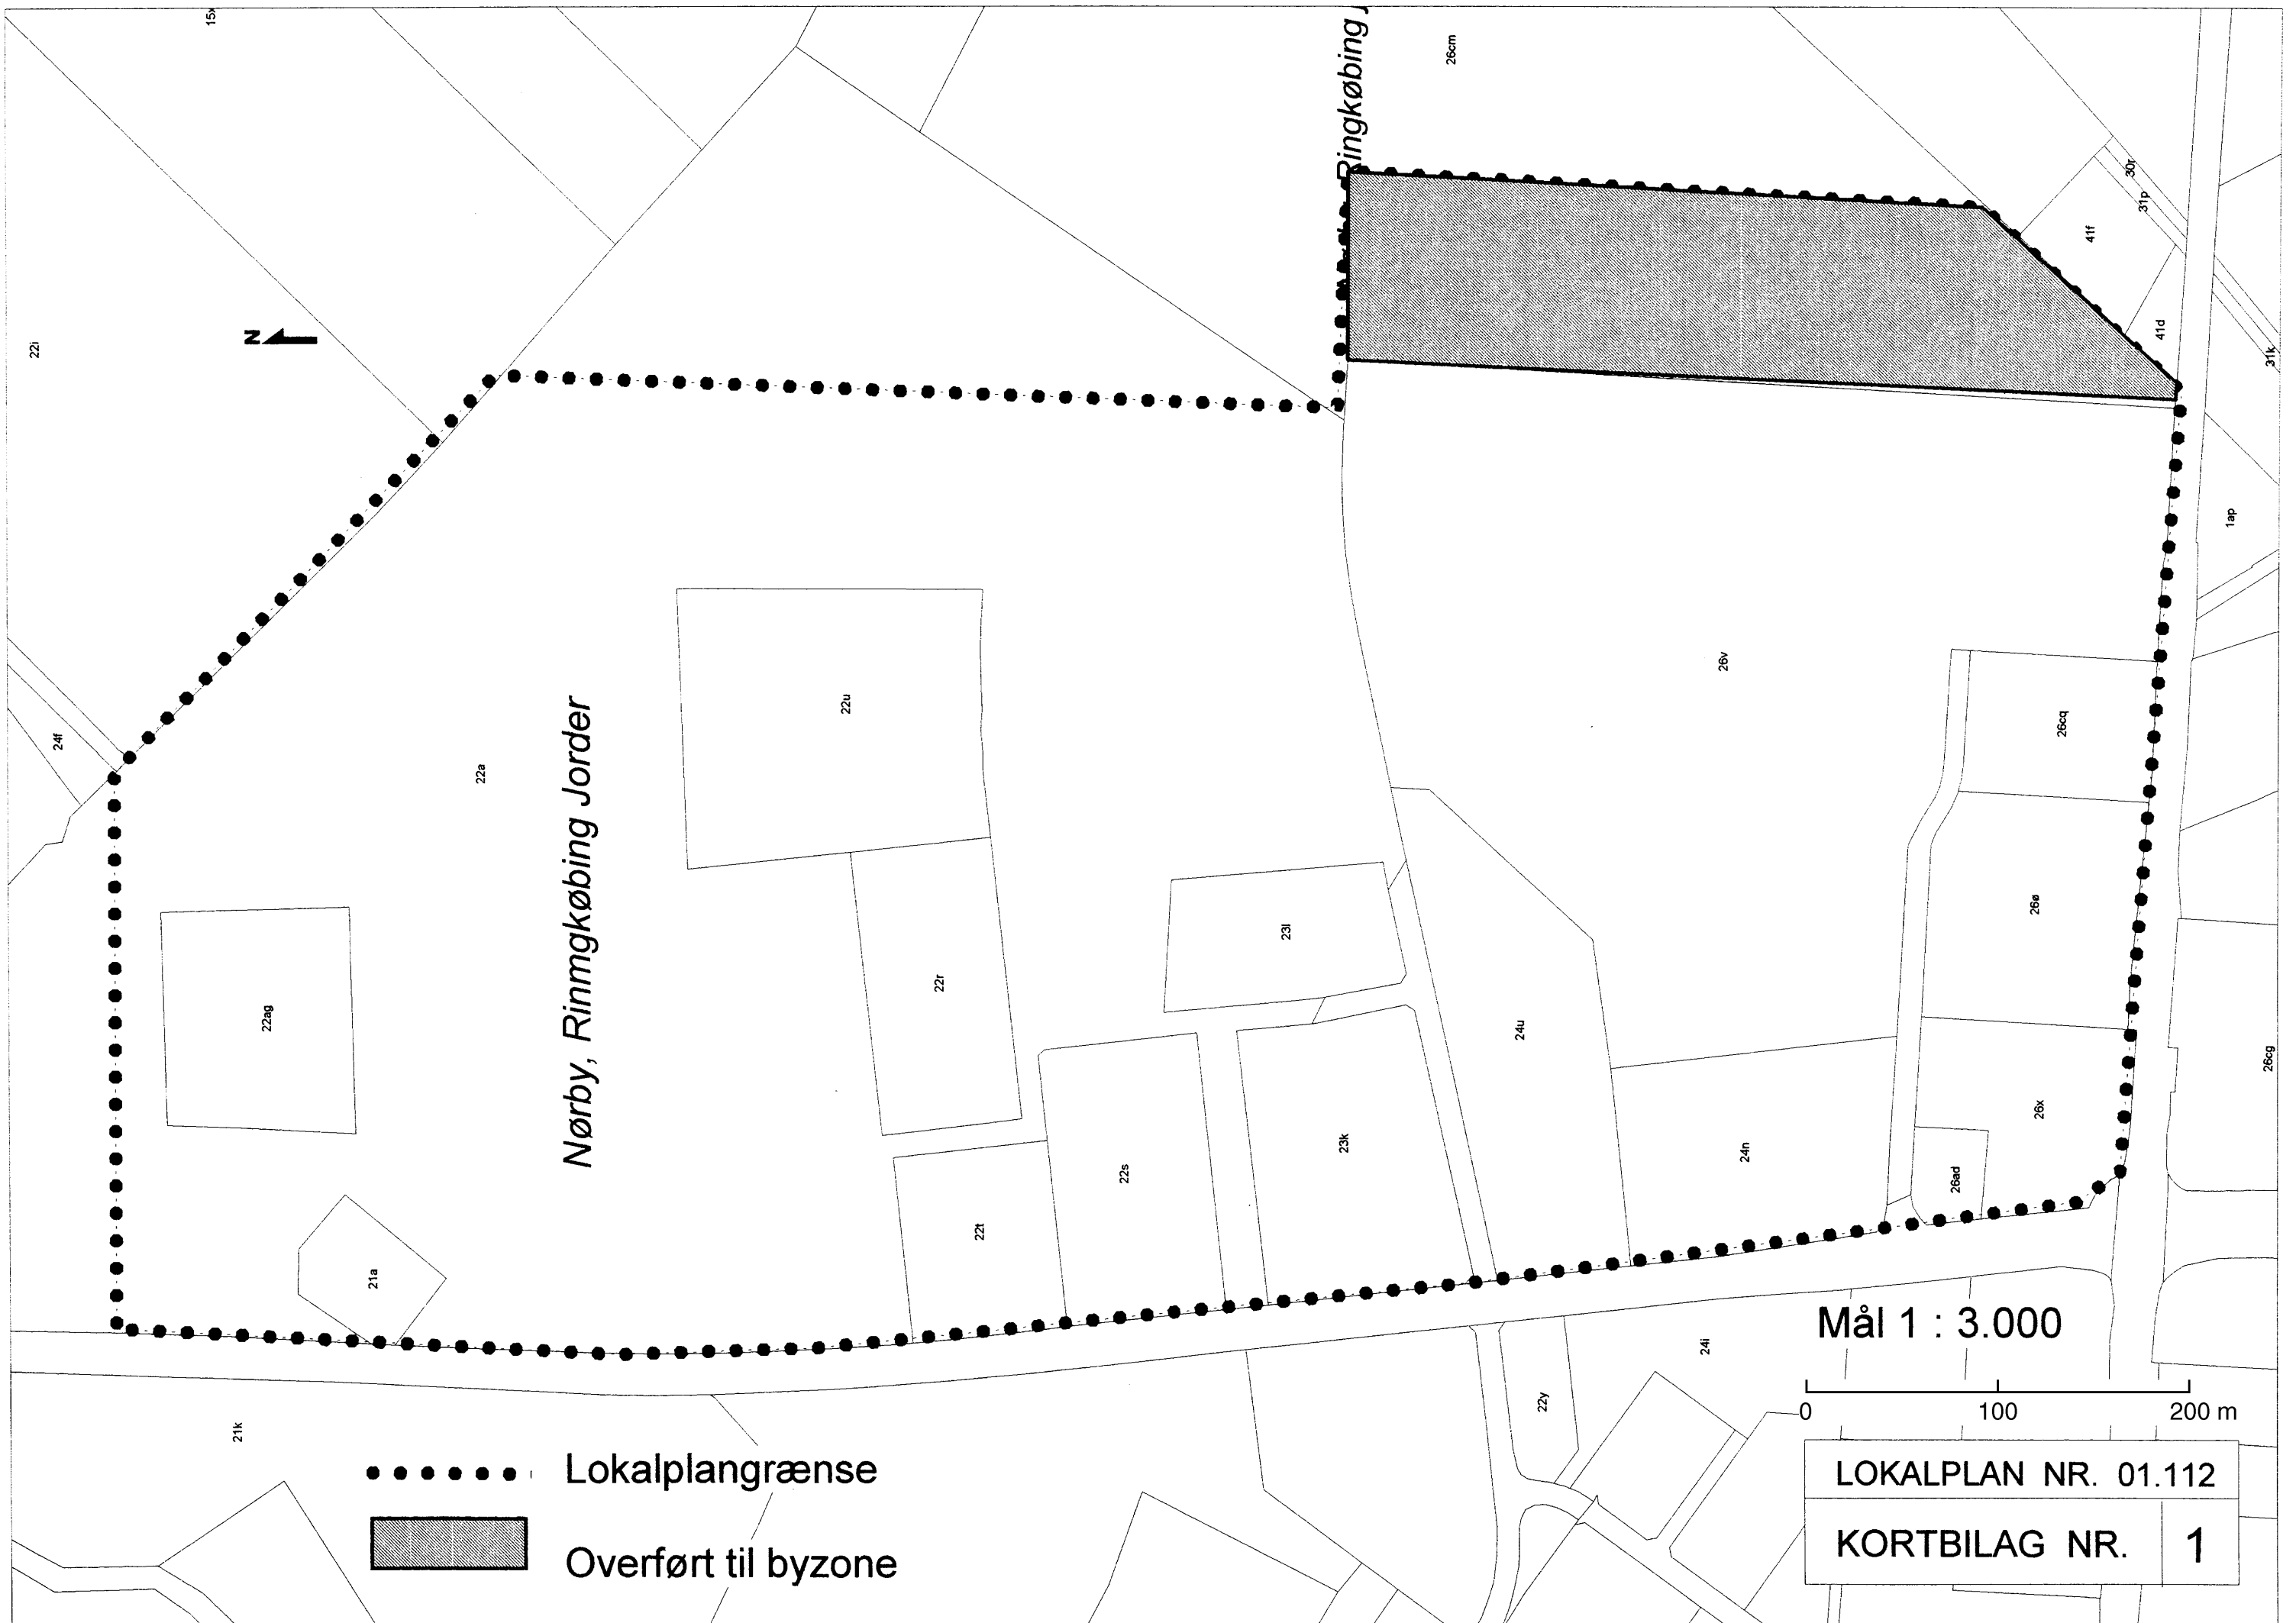 15x
Ringkøbing J
26cm
30r
31p
41f
41d
31k
22i
N
24f
22a
Nørby, Rinmgkøbing Jorder
22u
26v
1ap
26cq
22ag
22r
23l
26ø
24u
26cg
21a
22t
22s
23k
24n
26x
26ad
21k
22y
24i
Mål 1 : 3.000
0 100 200 m
Lokalplangrænse
Overført til byzone
LOKALPLAN NR. 01.112
KORTBILAG NR. 1